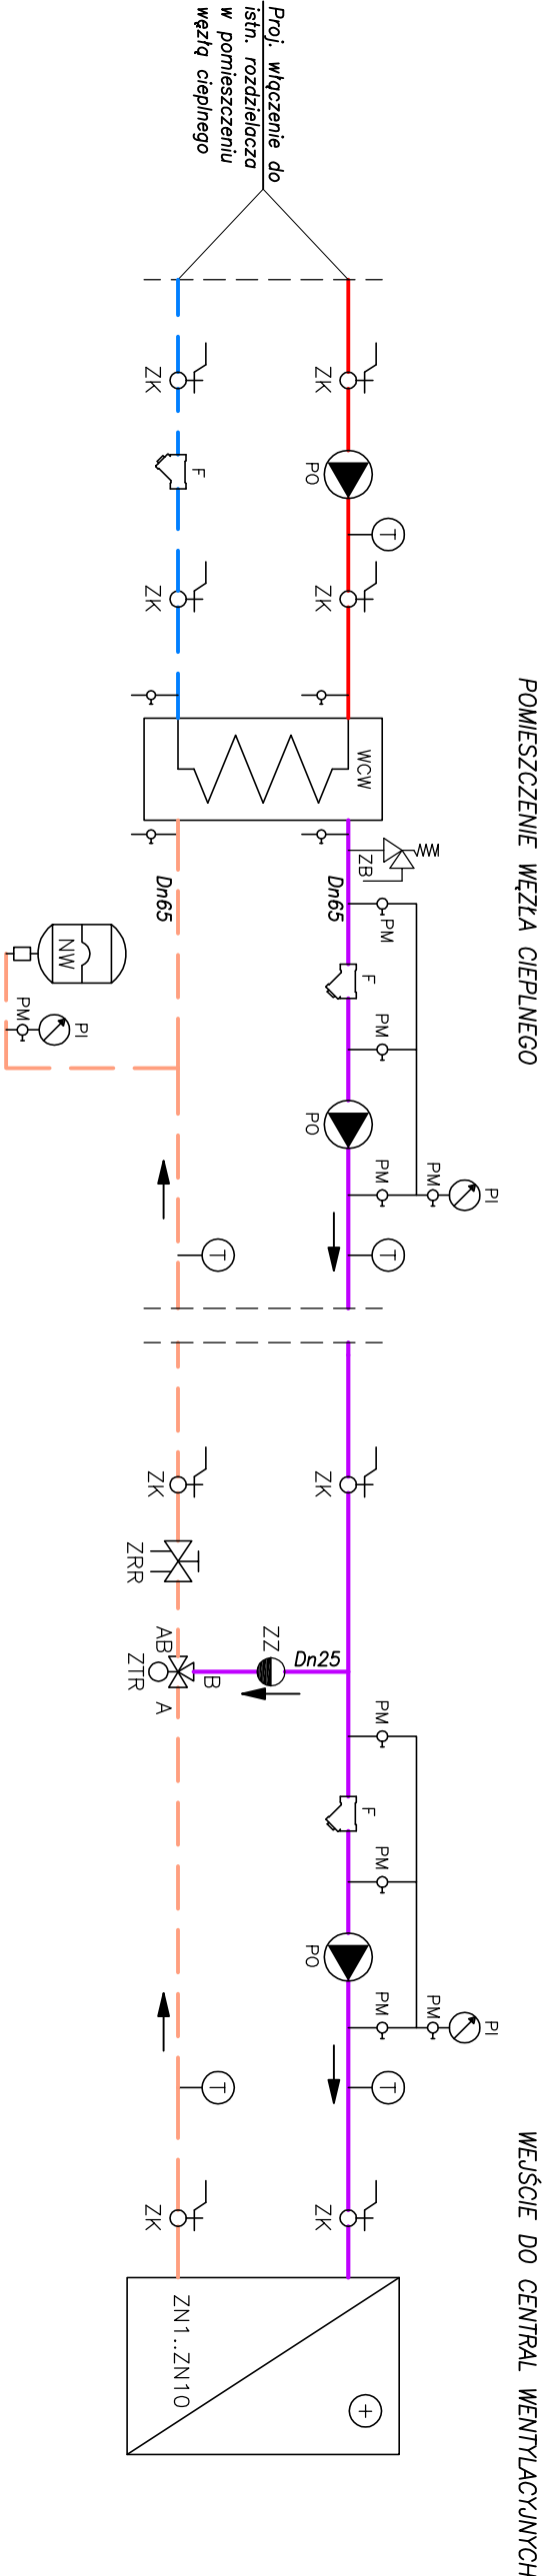 POMIESZCZENIE WĘZŁA CIEPLNEGO
WEJŚCIE DO CENTRAL WENTYLACYJNYCH
Proj. włączenie do
istn. rozdzielacza
w pomieszczeniu
węzłą cieplnego
ZK
PO
T
ZK
ZK
F
ZK
WCW
ZB
Dn65
PM
F
PM
PO
PM
PM
PI
T
Dn65
NW
PM
PI
T
ZK
Dn25
ZZ
PM
F
PM
PO
PM
PM
PI
T
ZK
ZK
ZRR
AB
ZTR
B
A
T
ZK
ZN1..ZN10
+